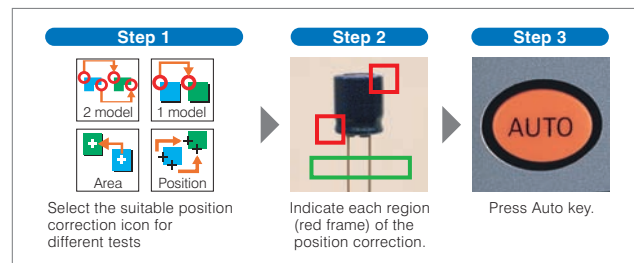 Step 1
Step 2
Step 3
2 model
1 model
Area
Position
AUTO
Select the suitable position
correction icon for
different tests
Indicate each region
(red frame) of the
position correction.
Press Auto key.